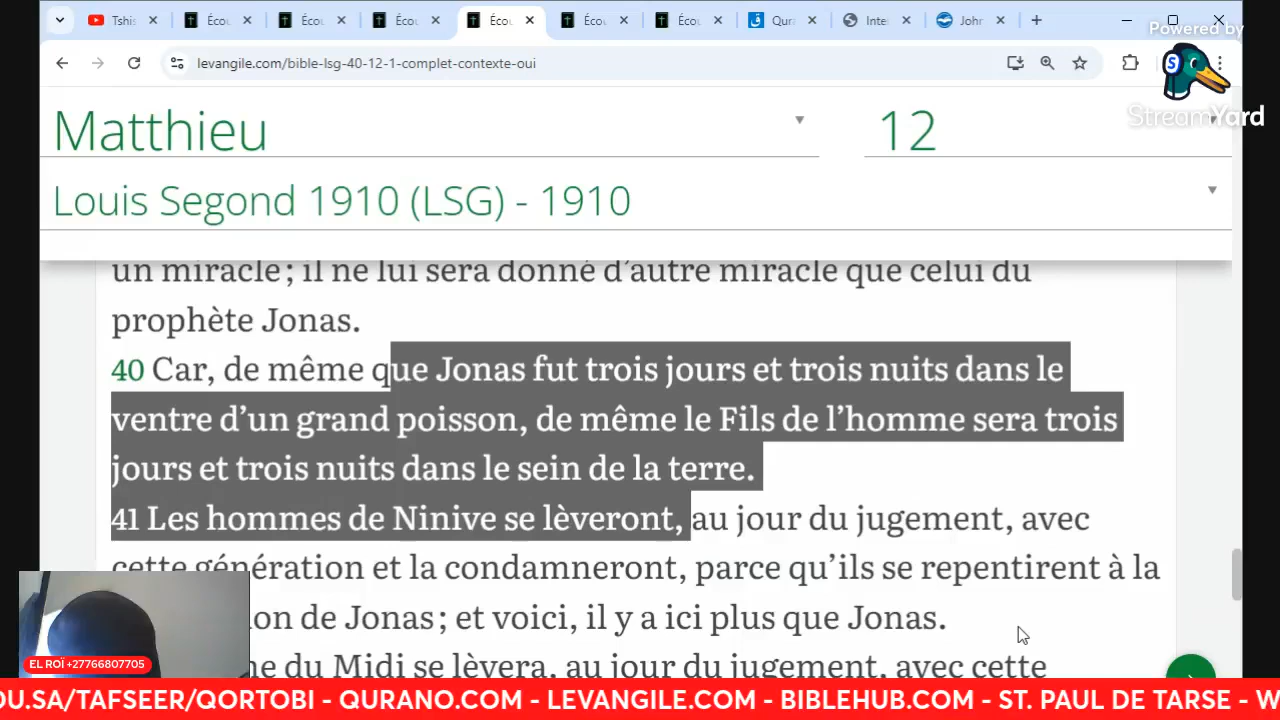 Tshis
Écou
Écou
Écou
Écou
Écou
Écou
Qur
Inte
John
Powered by
levangile.com/bible-lsg-40-12-1-complet-contexte-oui
StreamYard
Matthieu
12
Louis Segond 1910 (LSG) - 1910
un miracle ; il ne lui sera donné d’autre miracle que celui du
prophète Jonas.
40 Car, de même que Jonas fut trois jours et trois nuits dans le
ventre d’un grand poisson, de même le Fils de l’homme sera trois
jours et trois nuits dans le sein de la terre.
41 Les hommes de Ninive se lèveront, au jour du jugement, avec
cette génération et la condamneront, parce qu’ils se repentirent à la
on de Jonas ; et voici, il y a ici plus que Jonas.
ne du Midi se lèvera, au jour du jugement, avec cette
EL ROÏ +27766807705
OU.SA/TAFSEER/QORTOBI - QURANO.COM - LEVANGILE.COM - BIBLEHUB.COM - ST. PAUL DE TARSE - W